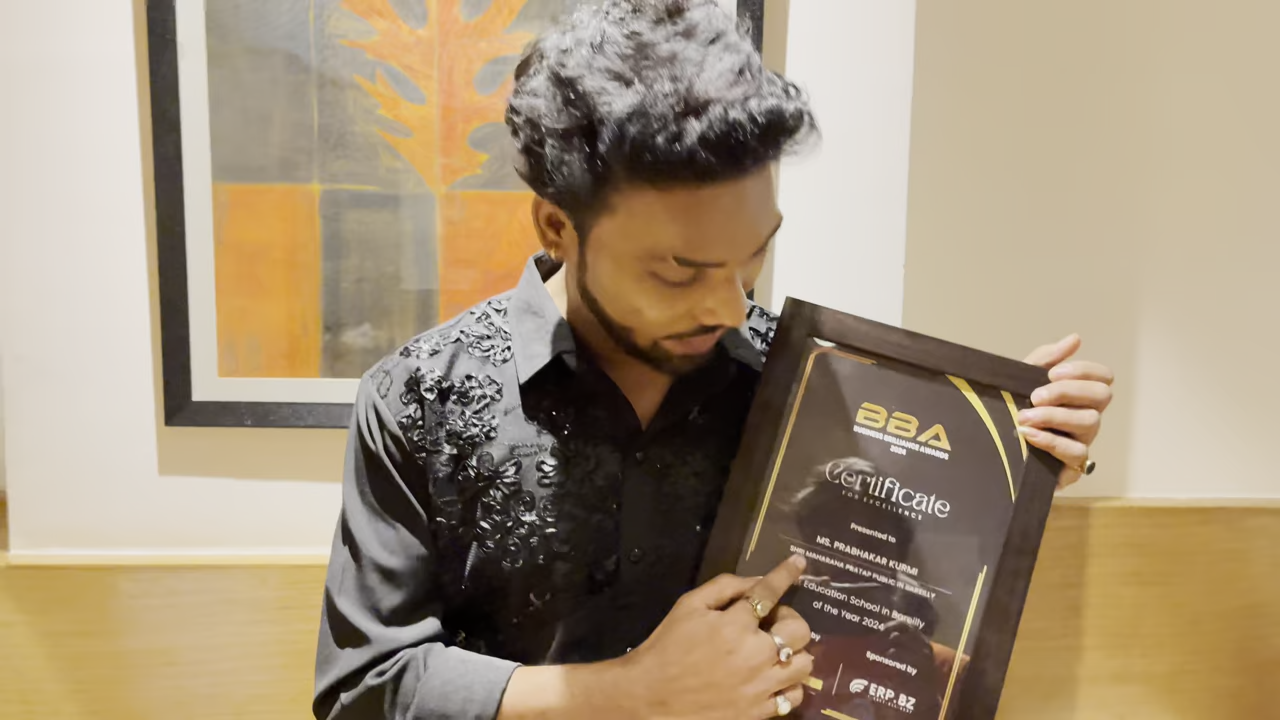 BBA
BUSINESS BRILLIANCE AWARDS
2024
Certificate
FOR EXCELLENCE
Presented to
MS. PRABHAKAR KURMI
SHRI MAHARANA PRATAP PUBLIC IN BAREILLY
Education School in Bareilly
of the Year 2024
by
Sponsored by
ERP.BZ